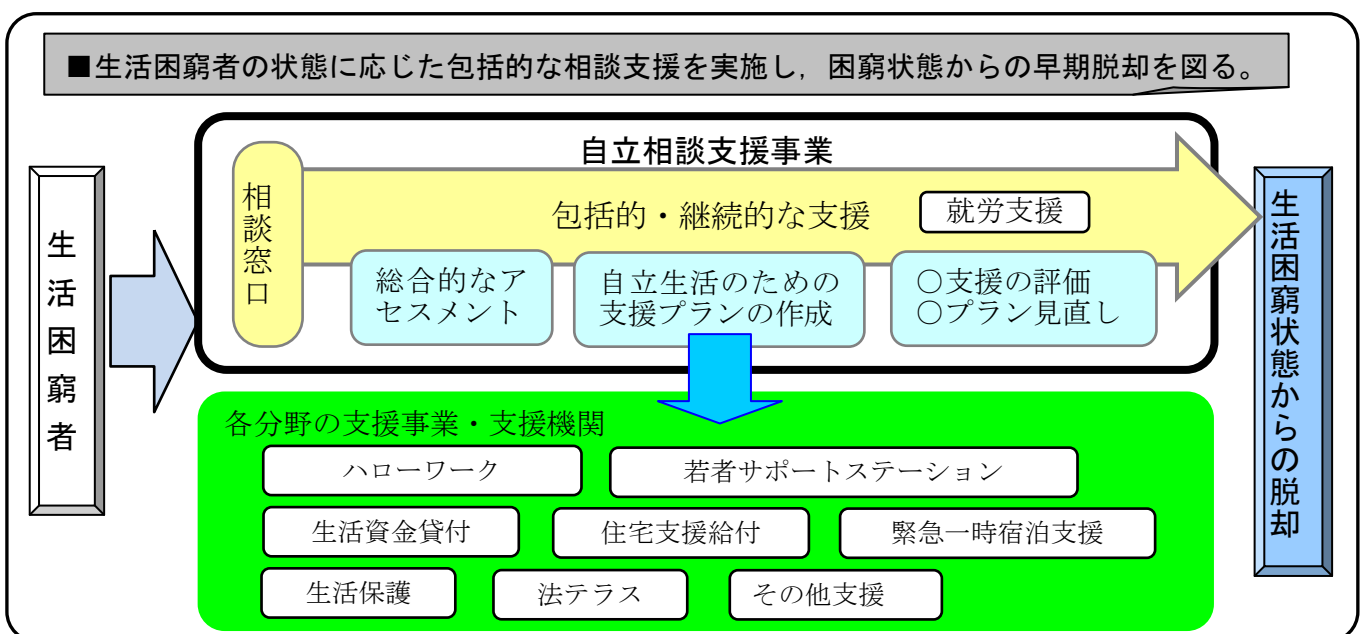 ■生活困窮者の状態に応じた包括的な相談支援を実施し，困窮状態からの早期脱却を図る。
生活困窮者
自立相談支援事業
相談窓口
包括的・継続的な支援
就労支援
総合的なア
セスメント
自立生活のための
支援プランの作成
○支援の評価
○プラン見直し
生活困窮状態からの脱却
各分野の支援事業・支援機関
ハローワーク
若者サポートステーション
生活資金貸付
住宅支援給付
緊急一時宿泊支援
生活保護
法テラス
その他支援